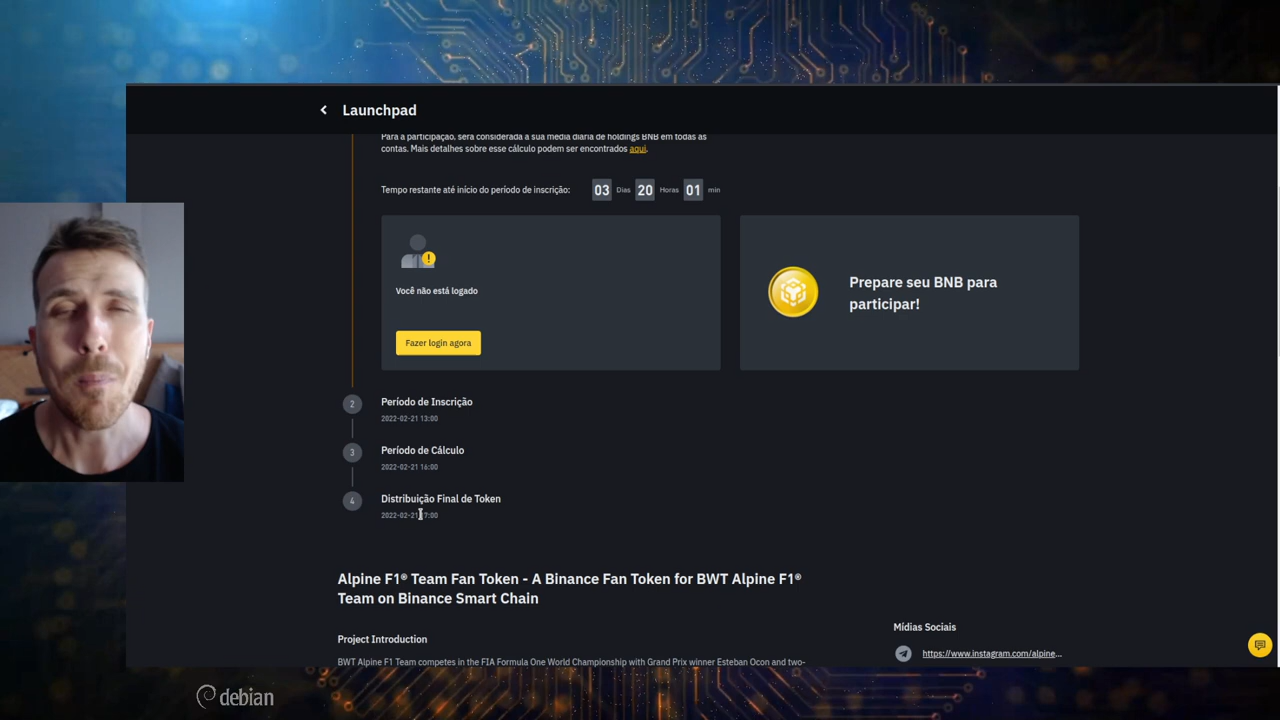 Launchpad
Para a participação, será considerada a sua média diária de holdings BNB em todas as
contas. Mais detalhes sobre esse cálculo podem ser encontrados aqui.
Tempo restante até início do período de inscrição: 03 Dias 20 Horas 01 min
Você não está logado
Fazer login agora
Prepare seu BNB para
participar!
2 Período de Inscrição
2022-02-21 13:00
3 Período de Cálculo
2022-02-21 16:00
4 Distribuição Final de Token
2022-02-21 17:00
Alpine F1® Team Fan Token - A Binance Fan Token for BWT Alpine F1®
Team on Binance Smart Chain
Project Introduction
BWT Alpine F1 Team competes in the FIA Formula One World Championship with Grand Prix winner Esteban Ocon and two-
Mídias Sociais
https://www.instagram.com/alpine...
debian